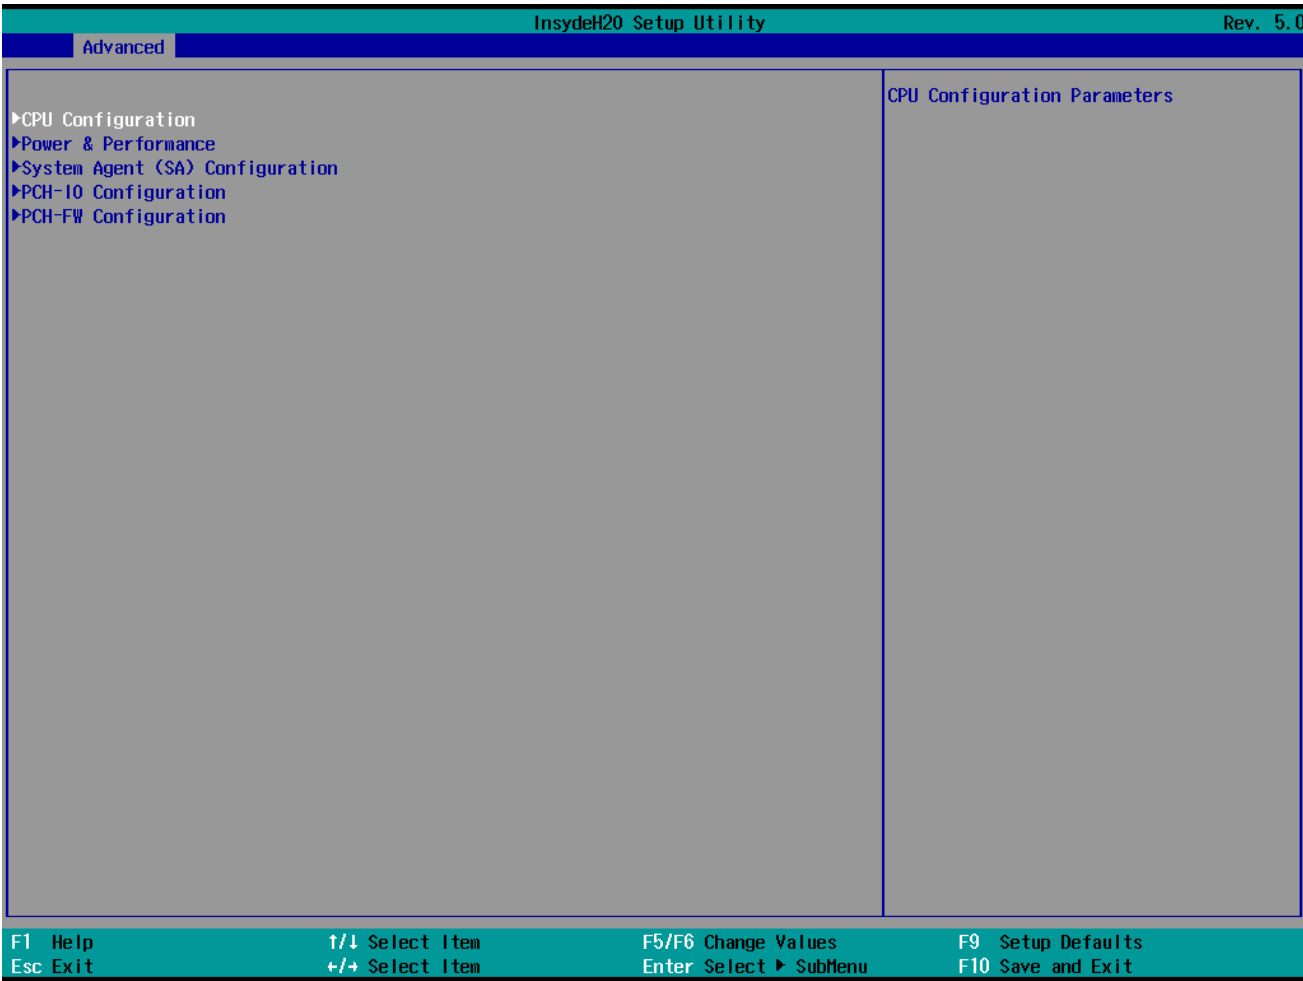 InsydeH20 Setup Utility Rev. 5.0
Advanced
CPU Configuration Parameters
▶CPU Configuration
▶Power & Performance
▶System Agent (SA) Configuration
▶PCH-IO Configuration
▶PCH-FW Configuration
F1 Help ↑/↓ Select Item F5/F6 Change Values F9 Setup Defaults
Esc Exit ←/→ Select Item Enter Select ▶ SubMenu F10 Save and Exit